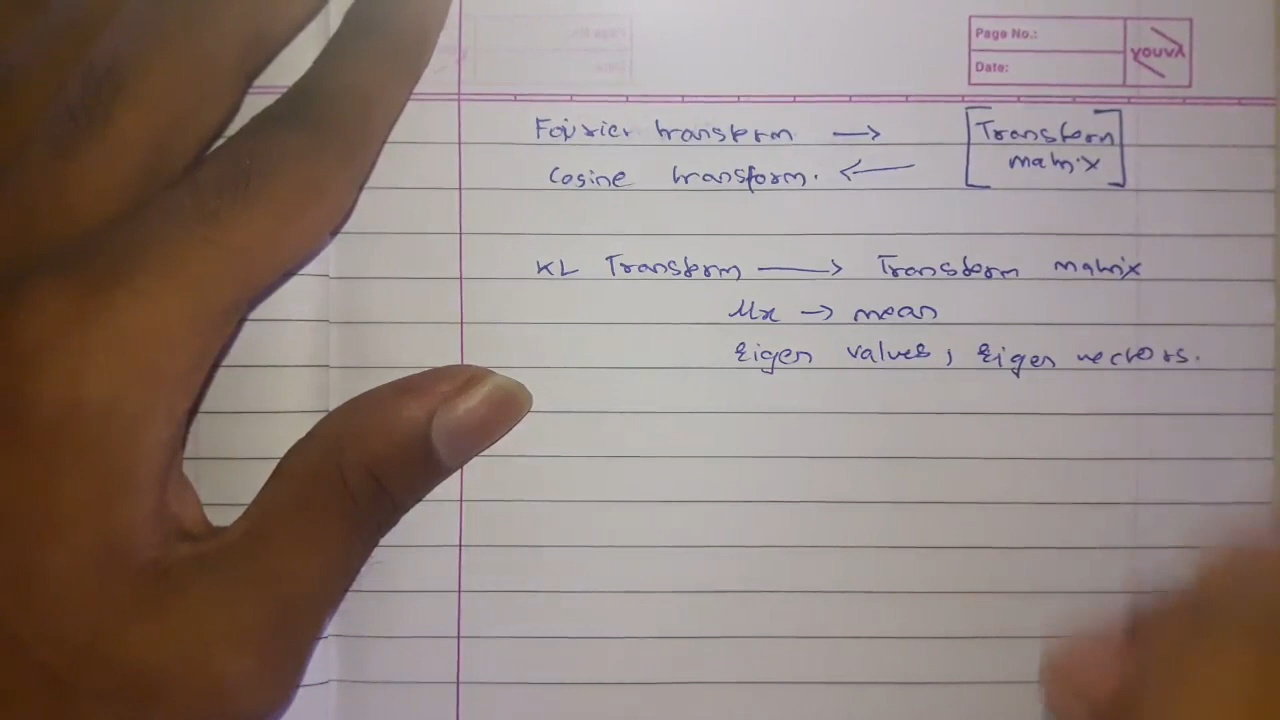 Page No.:
Date:
YOUVA
Fourier transform →
cosine transform. ←
[Transform
matrix]
KL Transform → Transform matrix
μx → mean
Eigen values, Eigen vectors.